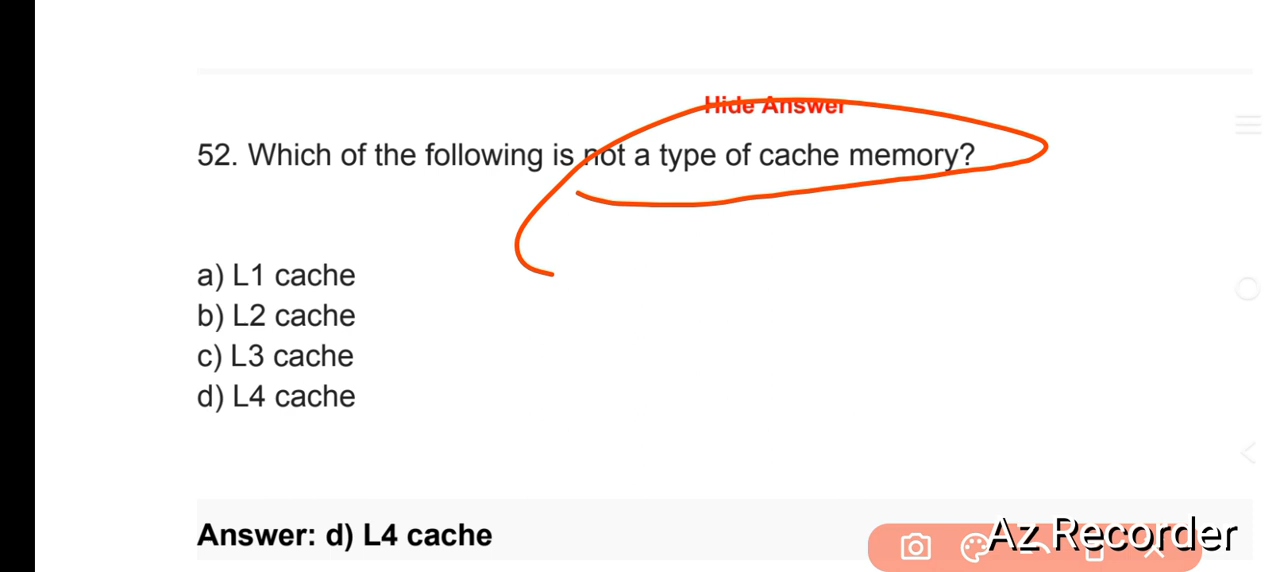 Hide Answer
52. Which of the following is not a type of cache memory?
a) L1 cache
b) L2 cache
c) L3 cache
d) L4 cache
Answer: d) L4 cache
Az Recorder